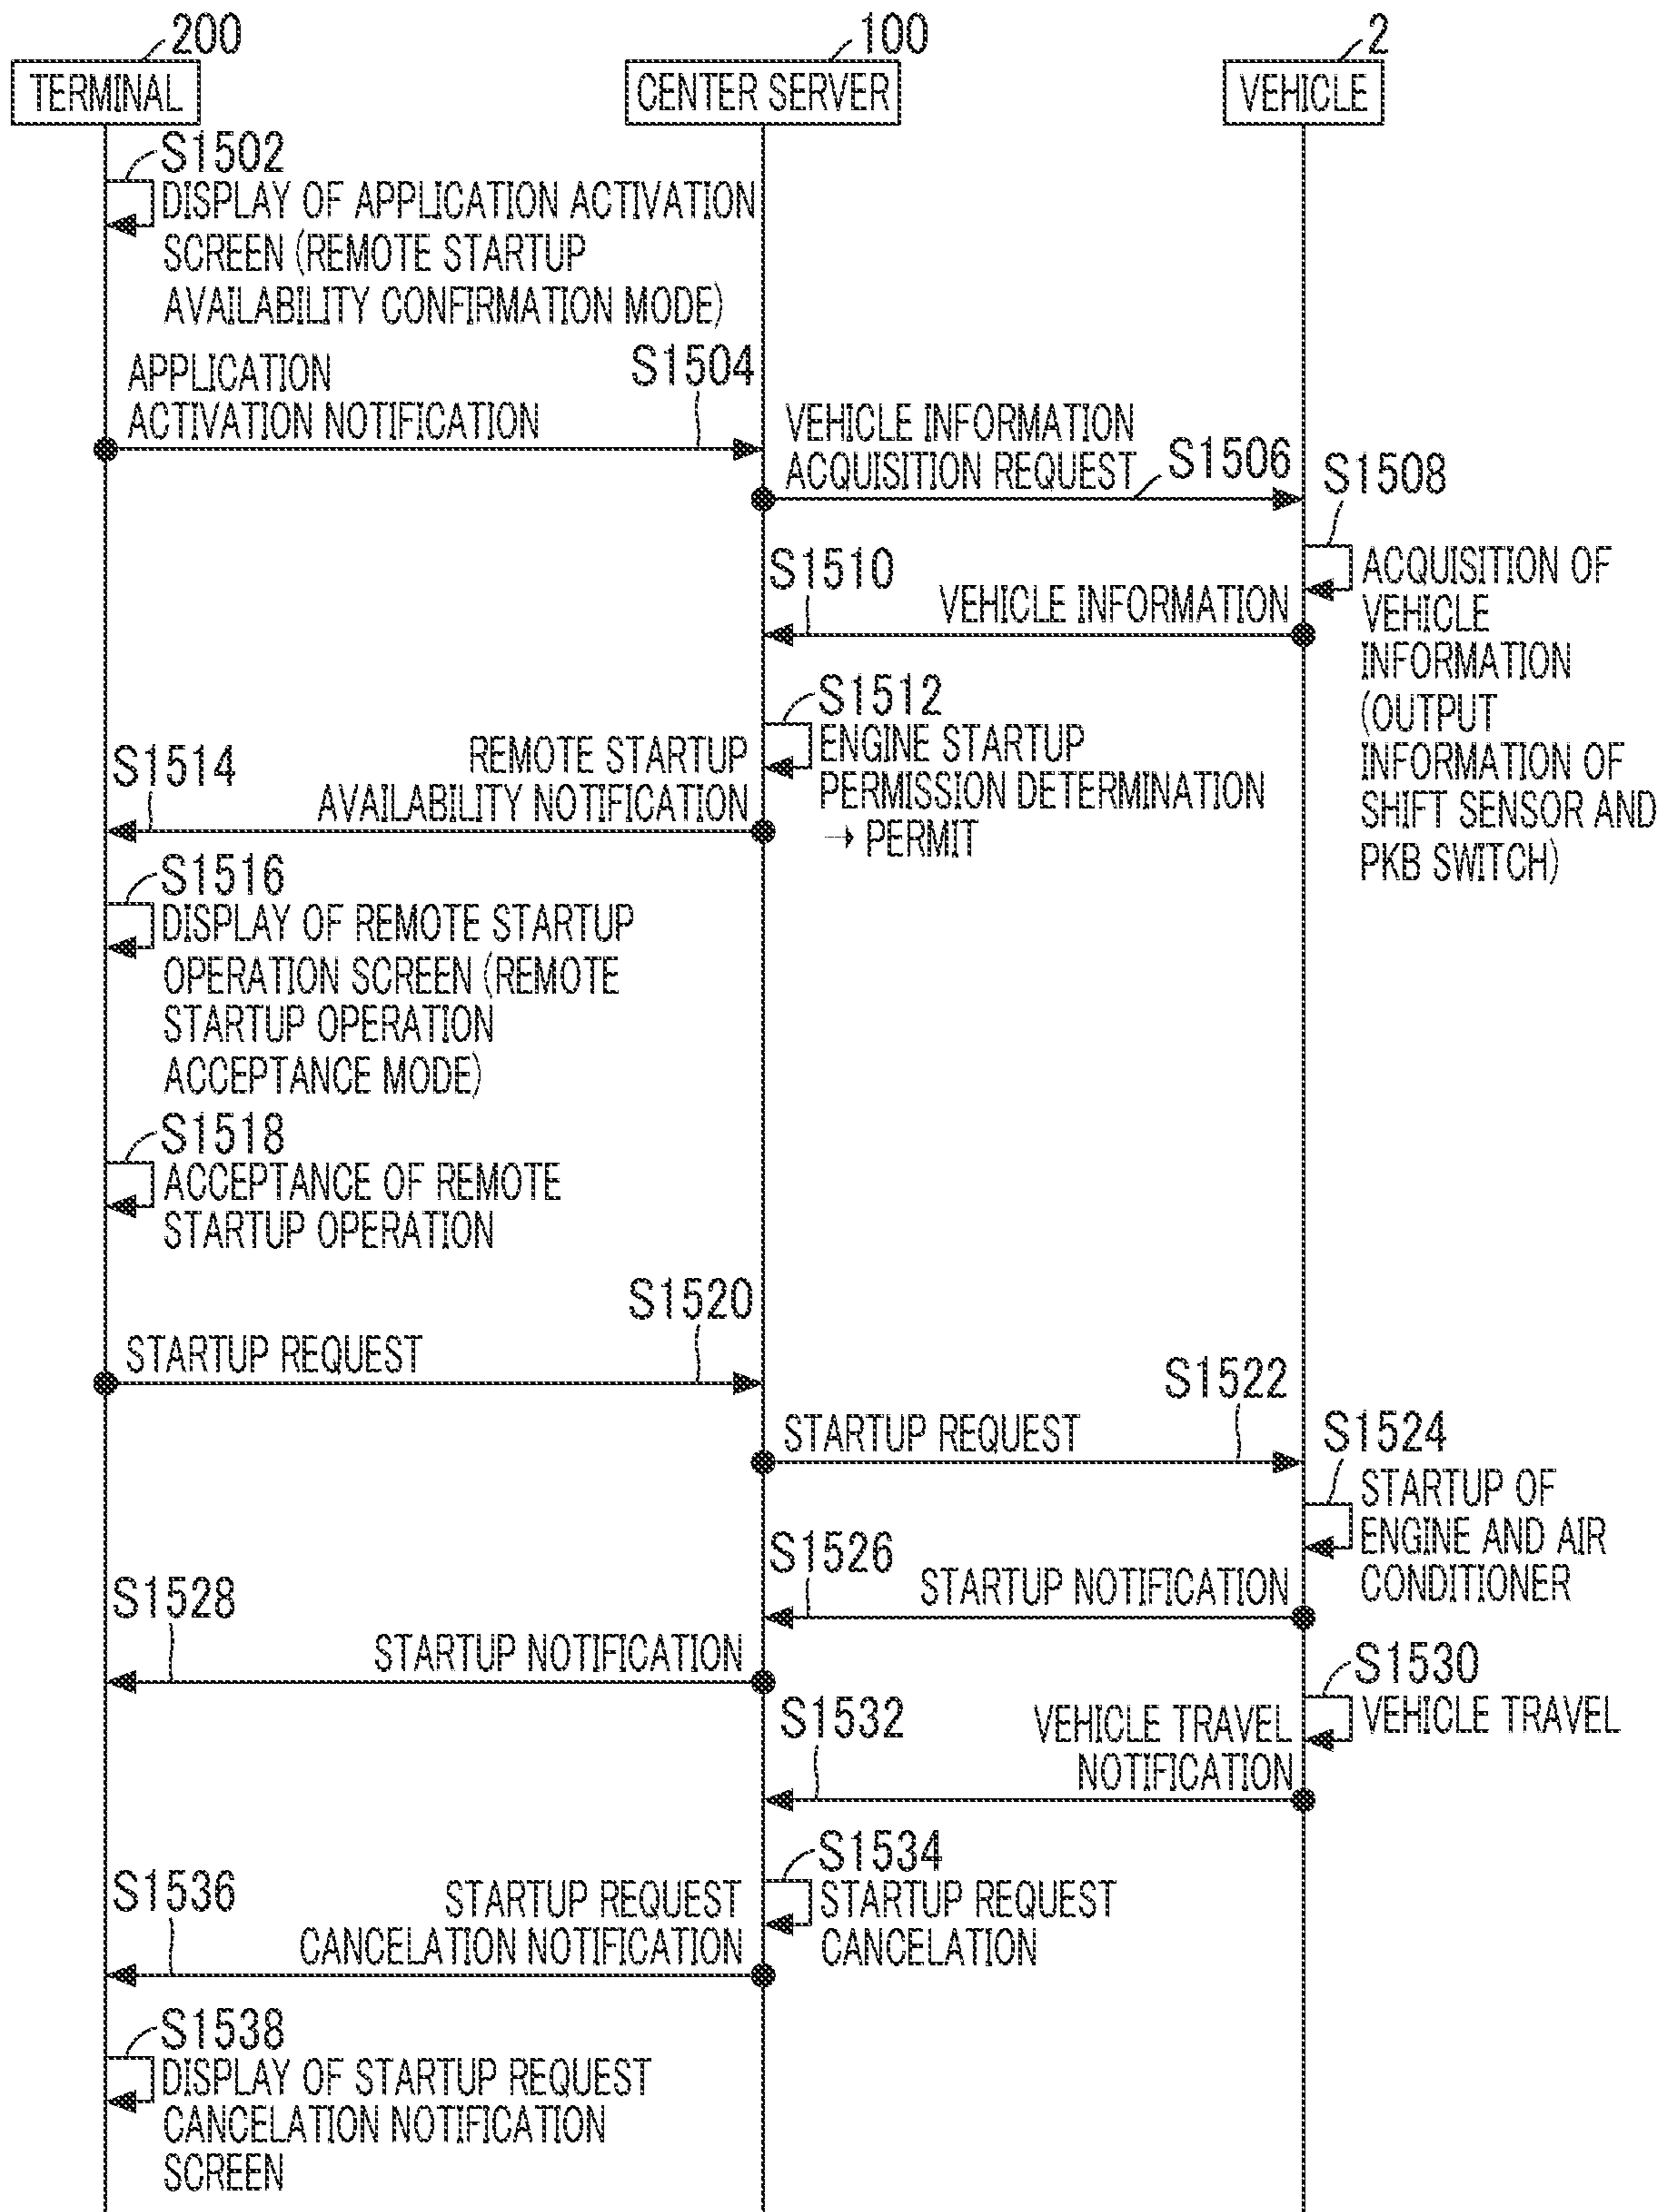 200
100
2
TERMINAL
CENTER SERVER
VEHICLE
S1502
DISPLAY OF APPLICATION ACTIVATION
SCREEN (REMOTE STARTUP
AVAILABILITY CONFIRMATION MODE)
APPLICATION
ACTIVATION NOTIFICATION
S1504
VEHICLE INFORMATION
ACQUISITION REQUEST
S1506
S1508
ACQUISITION OF
VEHICLE
INFORMATION
(OUTPUT
INFORMATION OF
SHIFT SENSOR AND
PKB SWITCH)
S1510
VEHICLE INFORMATION
S1512
ENGINE STARTUP
PERMISSION DETERMINATION
→ PERMIT
S1514
REMOTE STARTUP
AVAILABILITY NOTIFICATION
S1516
DISPLAY OF REMOTE STARTUP
OPERATION SCREEN (REMOTE
STARTUP OPERATION
ACCEPTANCE MODE)
S1518
ACCEPTANCE OF REMOTE
STARTUP OPERATION
S1520
STARTUP REQUEST
S1522
STARTUP REQUEST
S1524
STARTUP OF
ENGINE AND AIR
CONDITIONER
S1526
STARTUP NOTIFICATION
S1528
STARTUP NOTIFICATION
S1530
VEHICLE TRAVEL
S1532
VEHICLE TRAVEL
NOTIFICATION
S1534
STARTUP REQUEST
CANCELATION
S1536
STARTUP REQUEST
CANCELATION NOTIFICATION
S1538
DISPLAY OF STARTUP REQUEST
CANCELATION NOTIFICATION
SCREEN